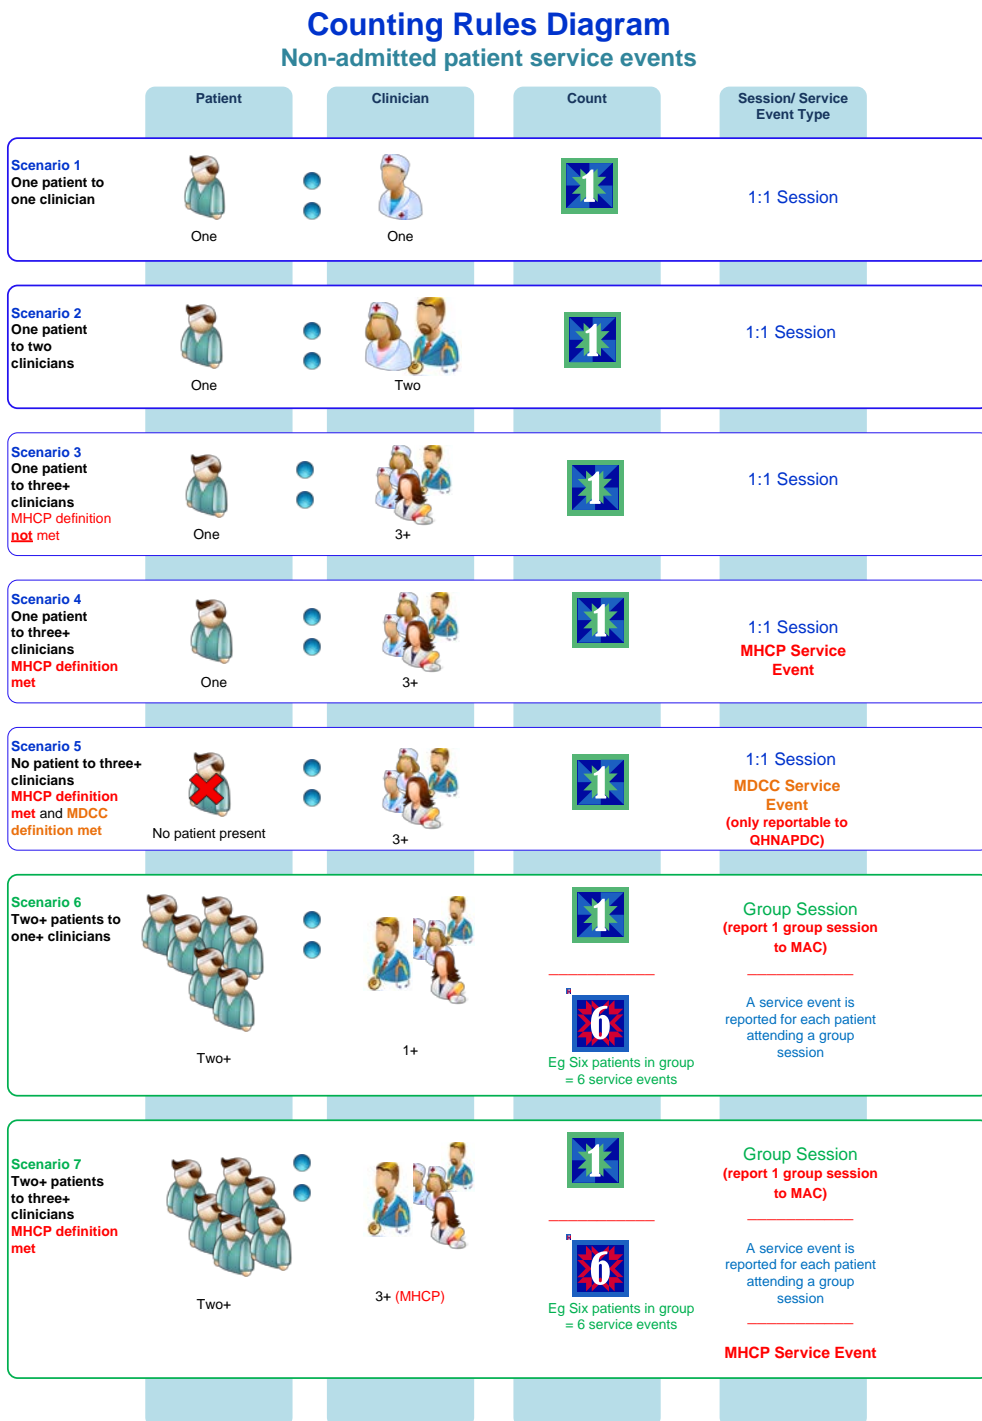 Counting Rules Diagram
Non-admitted patient service events
Patient
Clinician
Count
Session/ Service
Event Type
Scenario 1
One patient to
one clinician
One
One
1
1:1 Session
Scenario 2
One patient
to two
clinicians
One
Two
1
1:1 Session
Scenario 3
One patient
to three+
clinicians
MHCP definition
not met
One
3+
1
1:1 Session
Scenario 4
One patient
to three+
clinicians
MHCP definition
met
One
3+
1
1:1 Session
MHCP Service
Event
Scenario 5
No patient to three+
clinicians
MHCP definition
met and MDCC
definition met
No patient present
3+
1
1:1 Session
MDCC Service
Event
(only reportable to
QHNAPDC)
Scenario 6
Two+ patients to
one+ clinicians
Two+
1+
1
6
Eg Six patients in group
= 6 service events
Group Session
(report 1 group session
to MAC)
A service event is
reported for each patient
attending a group
session
Scenario 7
Two+ patients
to three+
clinicians
MHCP definition
met
Two+
3+ (MHCP)
1
6
Eg Six patients in group
= 6 service events
Group Session
(report 1 group session
to MAC)
A service event is
reported for each patient
attending a group
session
MHCP Service Event